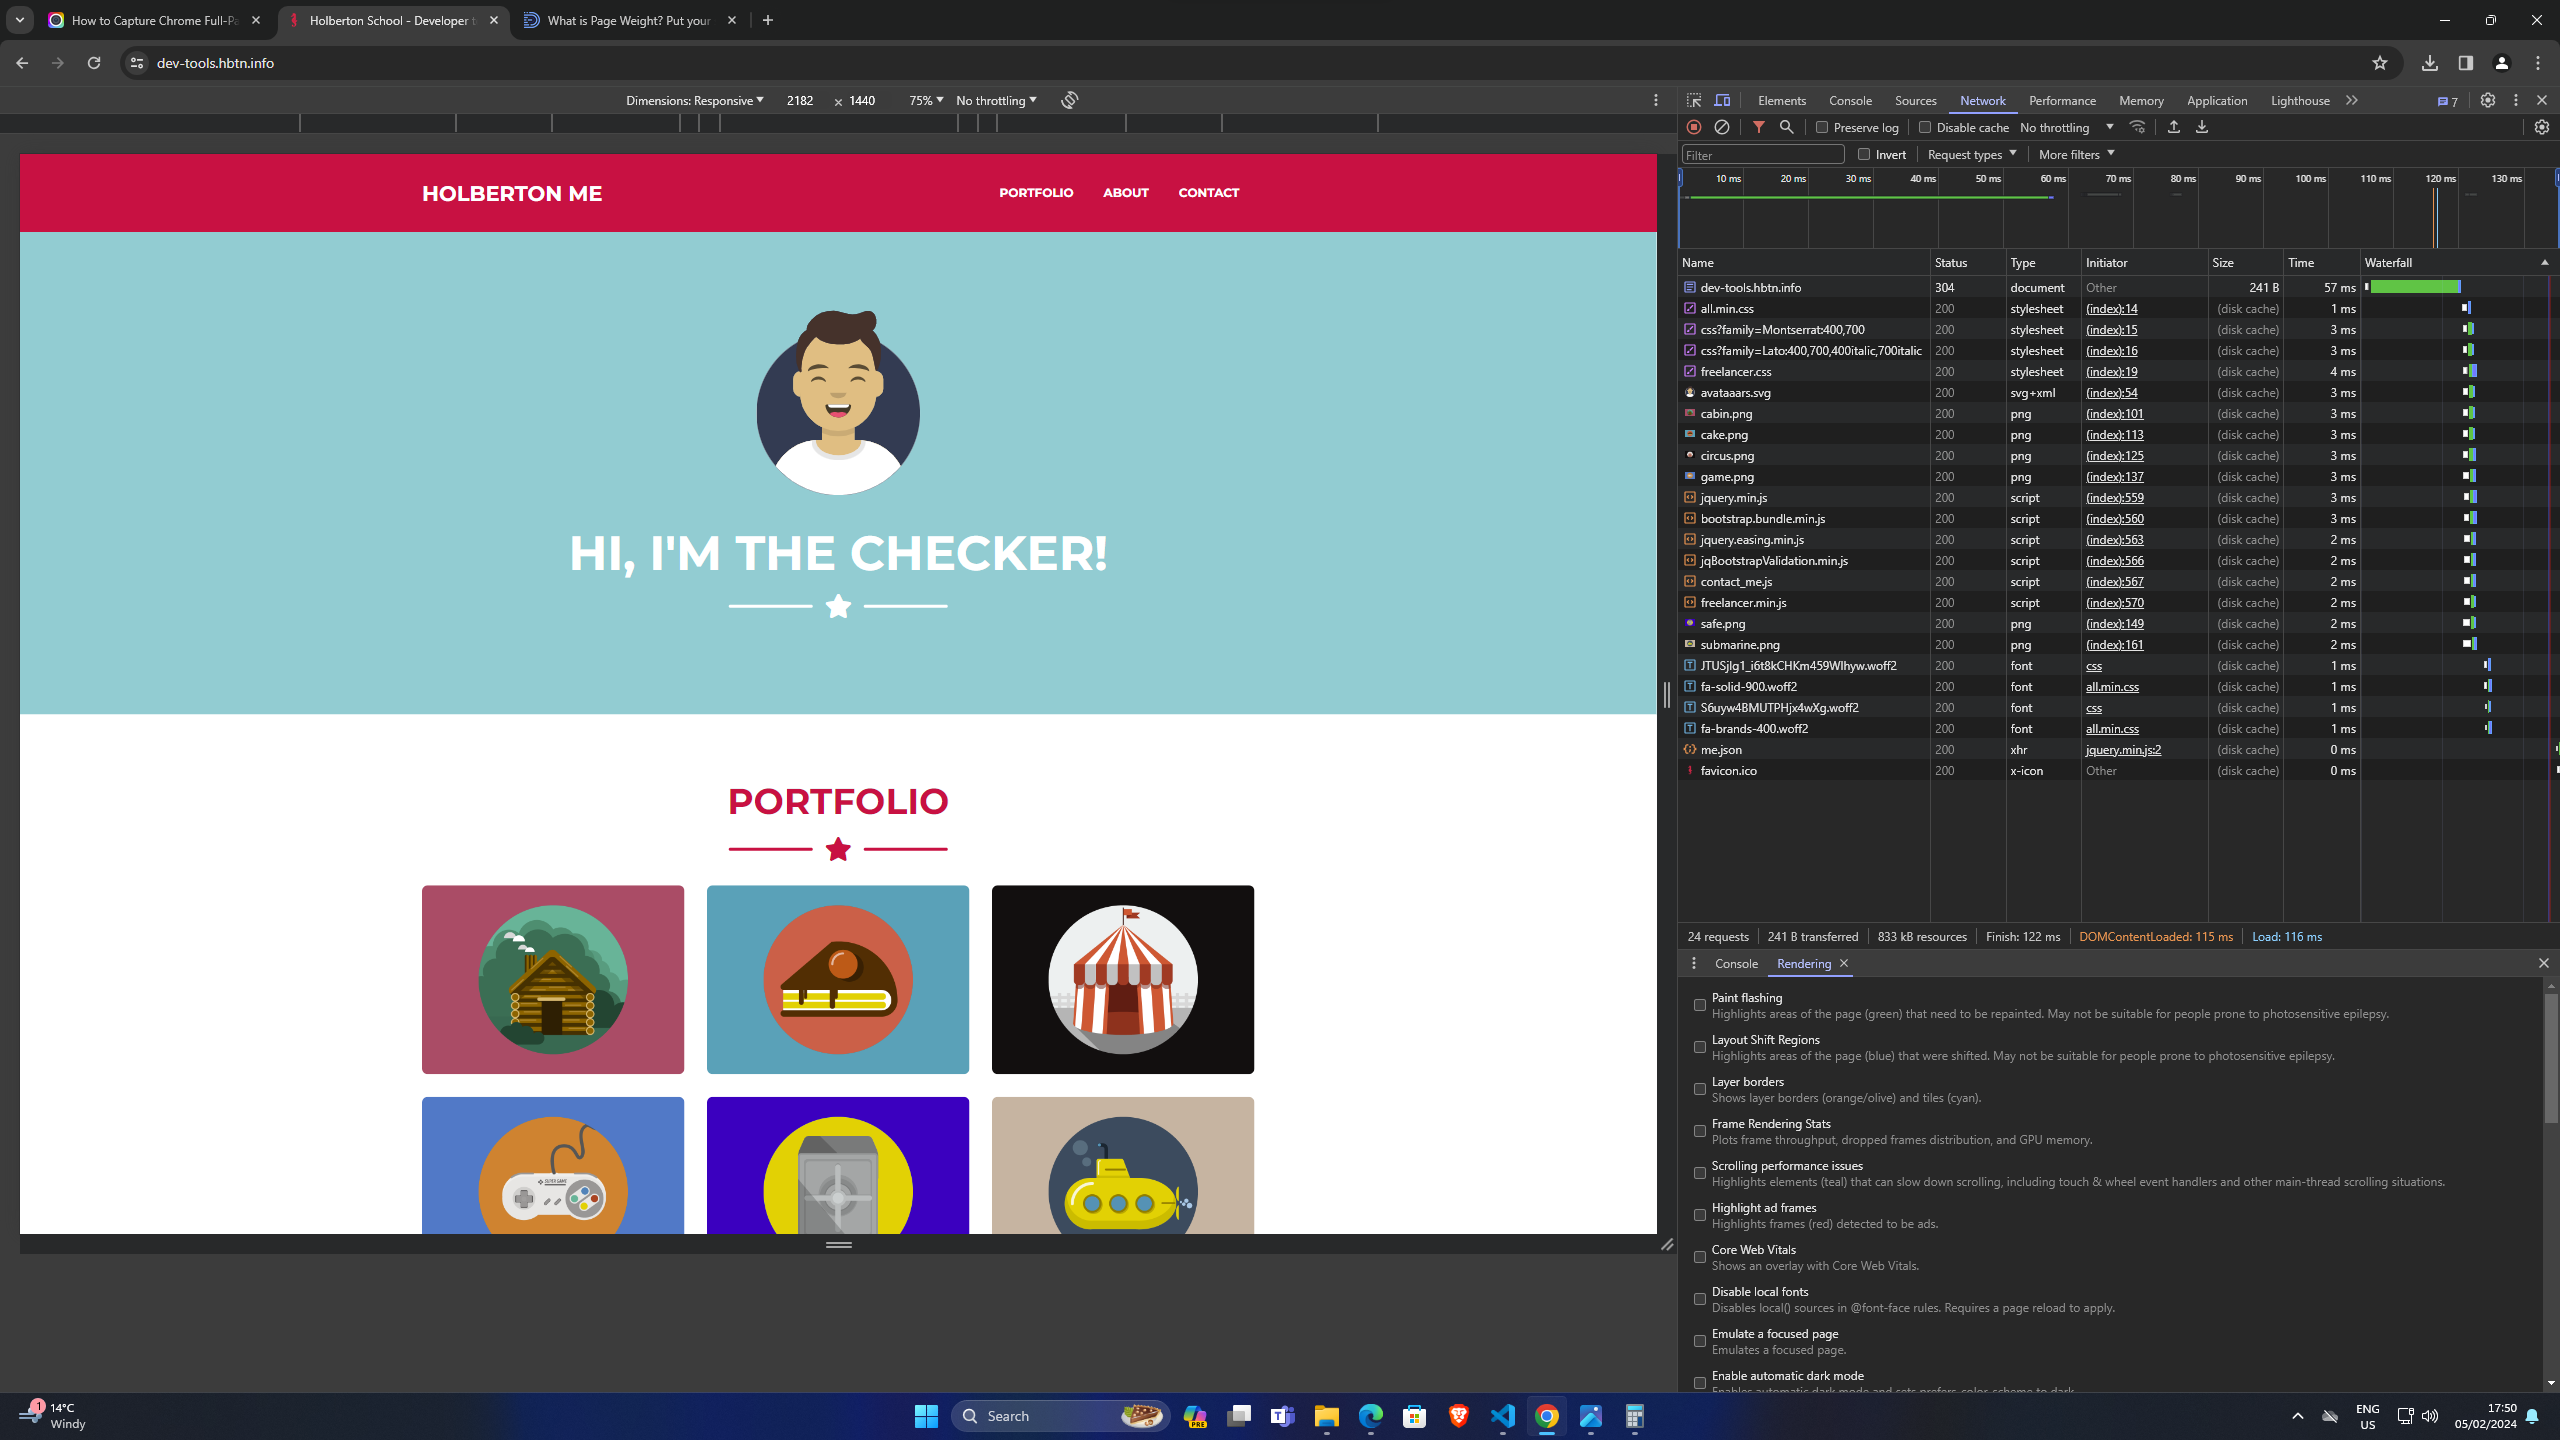 How to Capture Chrome Full-Pa
Holberton School - Developer t
What is Page Weight? Put your
dev-tools.hbtn.info
Dimensions: Responsive 2182 × 1440 75% No throttling
Elements Console Sources Network Performance Memory Application Lighthouse 7
Preserve log Disable cache No throttling
Filter Invert Request types More filters
10 ms 20 ms 30 ms 40 ms 50 ms 60 ms 70 ms 80 ms 90 ms 100 ms 110 ms 120 ms 130 ms
HOLBERTON ME
PORTFOLIO ABOUT CONTACT
HI, I'M THE CHECKER!
PORTFOLIO
SUPER GAME
Name Status Type Initiator Size Time Waterfall
dev-tools.hbtn.info 304 document Other 241 B 57 ms
all.min.css 200 stylesheet (index):14 (disk cache) 1 ms
css?family=Montserrat:400,700 200 stylesheet (index):15 (disk cache) 3 ms
css?family=Lato:400,700,400italic,700italic 200 stylesheet (index):16 (disk cache) 3 ms
freelancer.css 200 stylesheet (index):19 (disk cache) 4 ms
avataaars.svg 200 svg+xml (index):54 (disk cache) 3 ms
cabin.png 200 png (index):101 (disk cache) 3 ms
cake.png 200 png (index):113 (disk cache) 3 ms
circus.png 200 png (index):125 (disk cache) 3 ms
game.png 200 png (index):137 (disk cache) 3 ms
jquery.min.js 200 script (index):559 (disk cache) 3 ms
bootstrap.bundle.min.js 200 script (index):560 (disk cache) 3 ms
jquery.easing.min.js 200 script (index):563 (disk cache) 2 ms
jqBootstrapValidation.min.js 200 script (index):566 (disk cache) 2 ms
contact_me.js 200 script (index):567 (disk cache) 2 ms
freelancer.min.js 200 script (index):570 (disk cache) 2 ms
safe.png 200 png (index):149 (disk cache) 2 ms
submarine.png 200 png (index):161 (disk cache) 2 ms
JTUSjIg1_i6t8kCHKm459Wlhyw.woff2 200 font css (disk cache) 1 ms
fa-solid-900.woff2 200 font all.min.css (disk cache) 1 ms
S6uyw4BMUTPHjx4wXg.woff2 200 font css (disk cache) 1 ms
fa-brands-400.woff2 200 font all.min.css (disk cache) 1 ms
me.json 200 xhr jquery.min.js:2 (disk cache) 0 ms
favicon.ico 200 x-icon Other (disk cache) 0 ms
24 requests 241 B transferred 833 kB resources Finish: 122 ms DOMContentLoaded: 115 ms Load: 116 ms
Console Rendering
Paint flashing
Highlights areas of the page (green) that need to be repainted. May not be suitable for people prone to photosensitive epilepsy.
Layout Shift Regions
Highlights areas of the page (blue) that were shifted. May not be suitable for people prone to photosensitive epilepsy.
Layer borders
Shows layer borders (orange/olive) and tiles (cyan).
Frame Rendering Stats
Plots frame throughput, dropped frames distribution, and GPU memory.
Scrolling performance issues
Highlights elements (teal) that can slow down scrolling, including touch & wheel event handlers and other main-thread scrolling situations.
Highlight ad frames
Highlights frames (red) detected to be ads.
Core Web Vitals
Shows an overlay with Core Web Vitals.
Disable local fonts
Disables local() sources in @font-face rules. Requires a page reload to apply.
Emulate a focused page
Emulates a focused page.
Enable automatic dark mode
Enables automatic dark mode and sets prefers-color-scheme to dark.
1
14°C
Windy
Search
PRE
ENG
US
17:50
05/02/2024